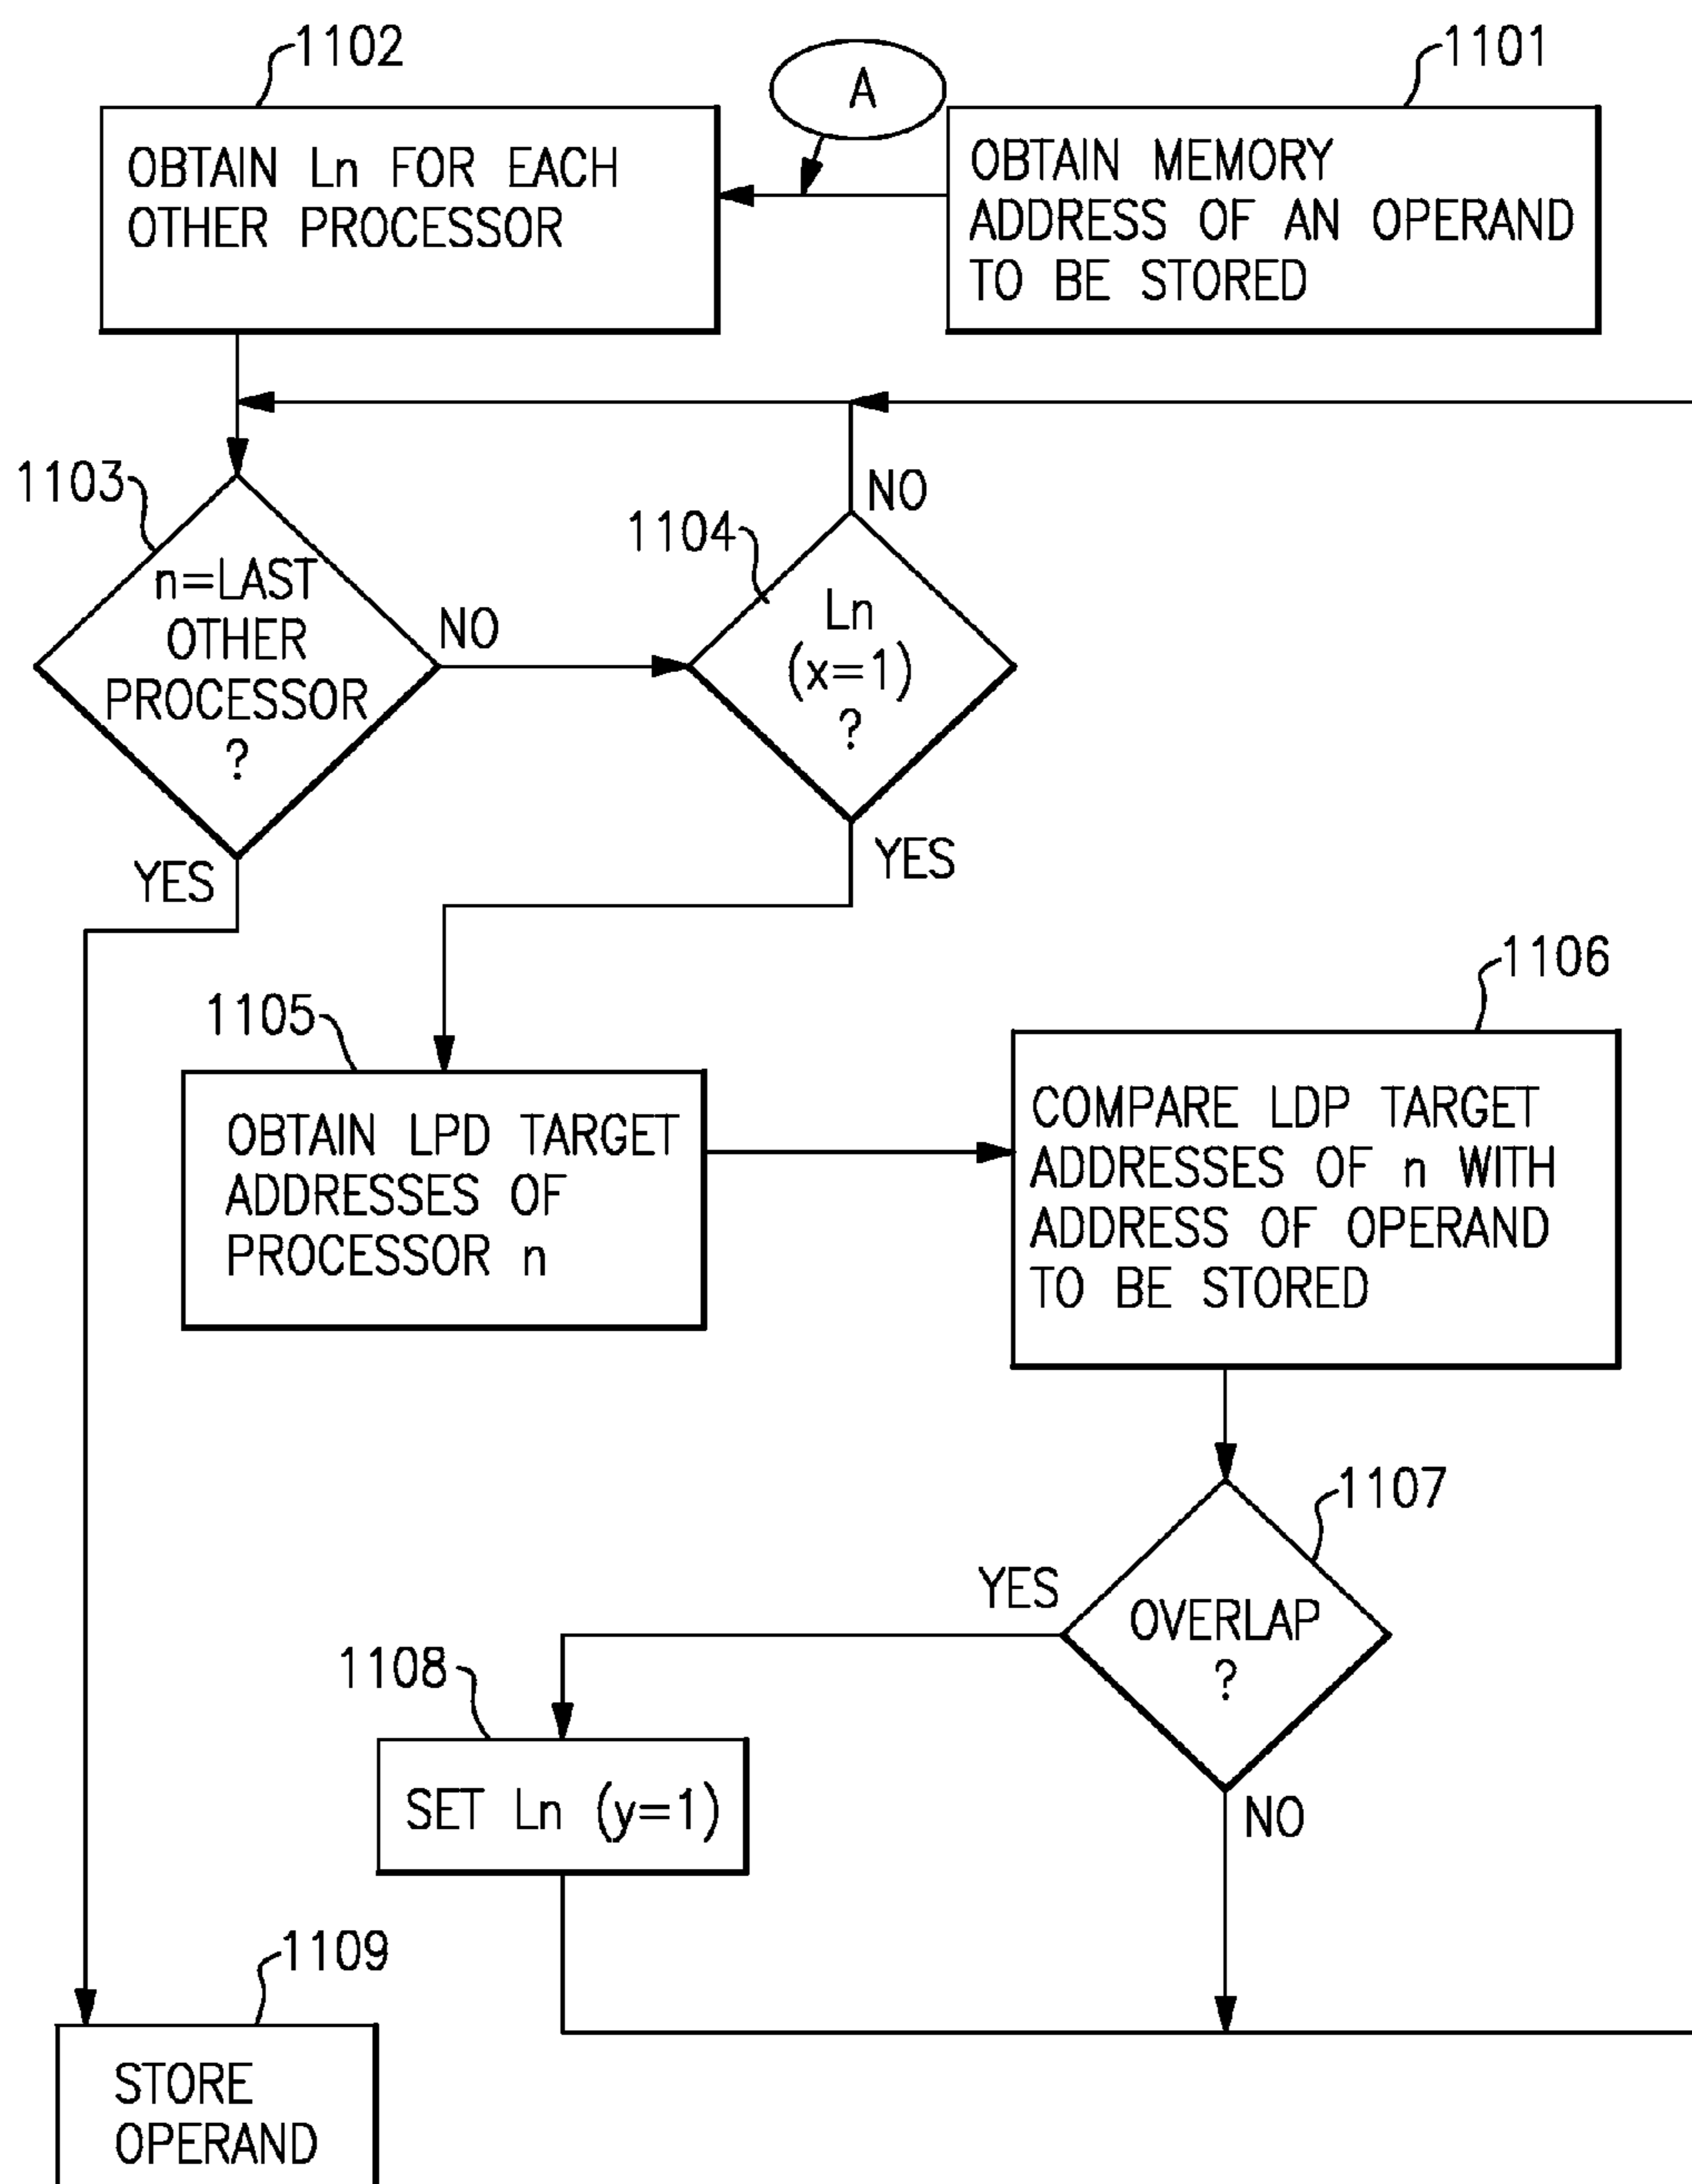 1102
A
1101
OBTAIN Ln FOR EACH
OTHER PROCESSOR
OBTAIN MEMORY
ADDRESS OF AN OPERAND
TO BE STORED
1103
n=LAST
OTHER
PROCESSOR
?
NO
YES
1104
Ln
(x=1)
?
NO
YES
1105
OBTAIN LPD TARGET
ADDRESSES OF
PROCESSOR n
1106
COMPARE LDP TARGET
ADDRESSES OF n WITH
ADDRESS OF OPERAND
TO BE STORED
1107
OVERLAP
?
YES
NO
1108
SET Ln (y=1)
1109
STORE
OPERAND